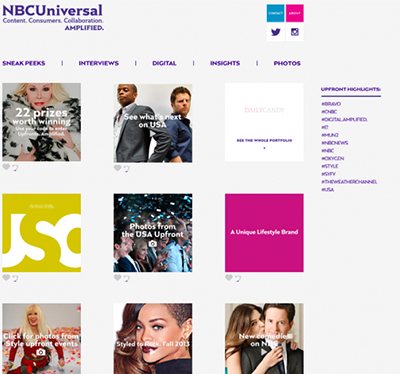 NBCUniversal
Content. Consumers. Collaboration.
AMPLIFIED.
CONTACT
ABOUT
SNEAK PEEKS
INTERVIEWS
DIGITAL
INSIGHTS
PHOTOS
22 prizes
worth winning
Use your code to enter
Upfronts. Amplified.
See what's next
on USA
DAILYCANDY
SEE THE WHOLE PORTFOLIO
UPFRONT HIGHLIGHTS:
#BRAVO
#CNBC
#DIGITAL.AMPLIFIED.
#E!
#MUN2
#NBCNEWS
#NBC
#OXYGEN
#STYLE
#SYFY
#THEWEATHERCHANNEL
#USA
Photos from
the USA Upfront
A Unique Lifestyle Brand
Click for photos from
Style upfront events
Styled to Rock, Fall 2013
New comedies
on NBC